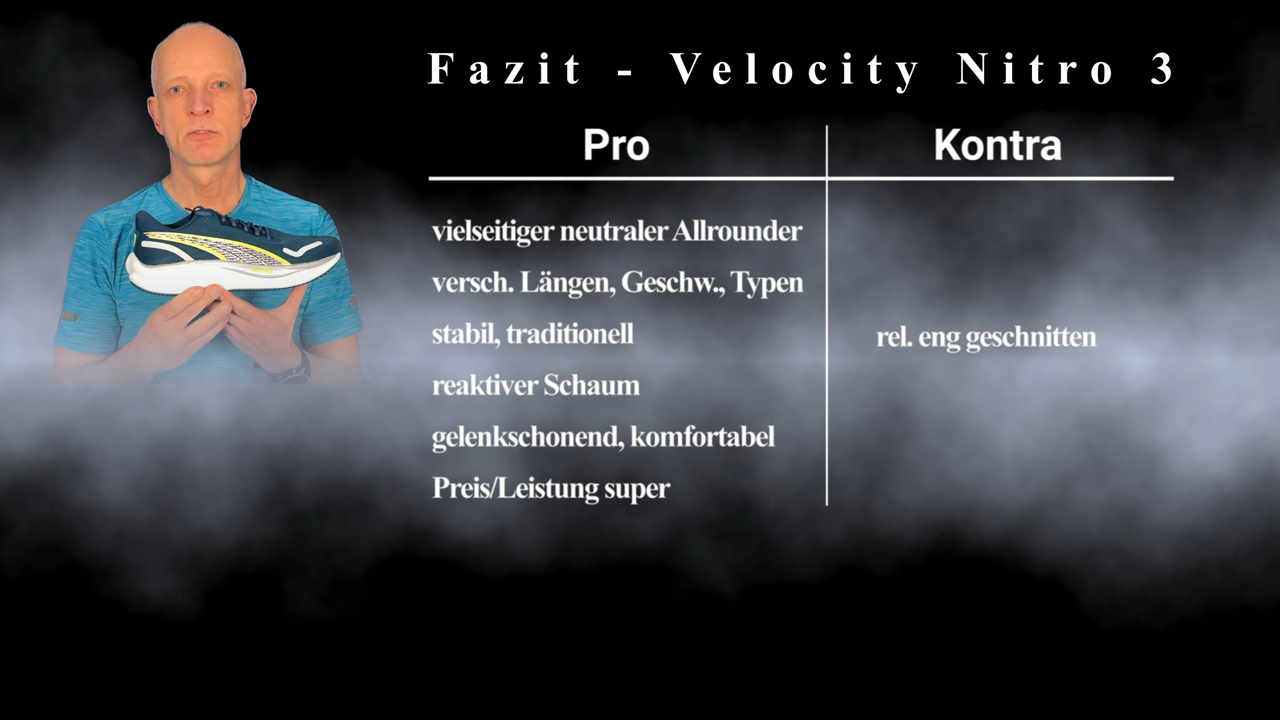 Fazit - Velocity Nitro 3
Pro
Kontra
vielseitiger neutraler Allrounder
versch. Längen, Geschw., Typen
stabil, traditionell
rel. eng geschnitten
reaktiver Schaum
gelenkschonend, komfortabel
Preis/Leistung super